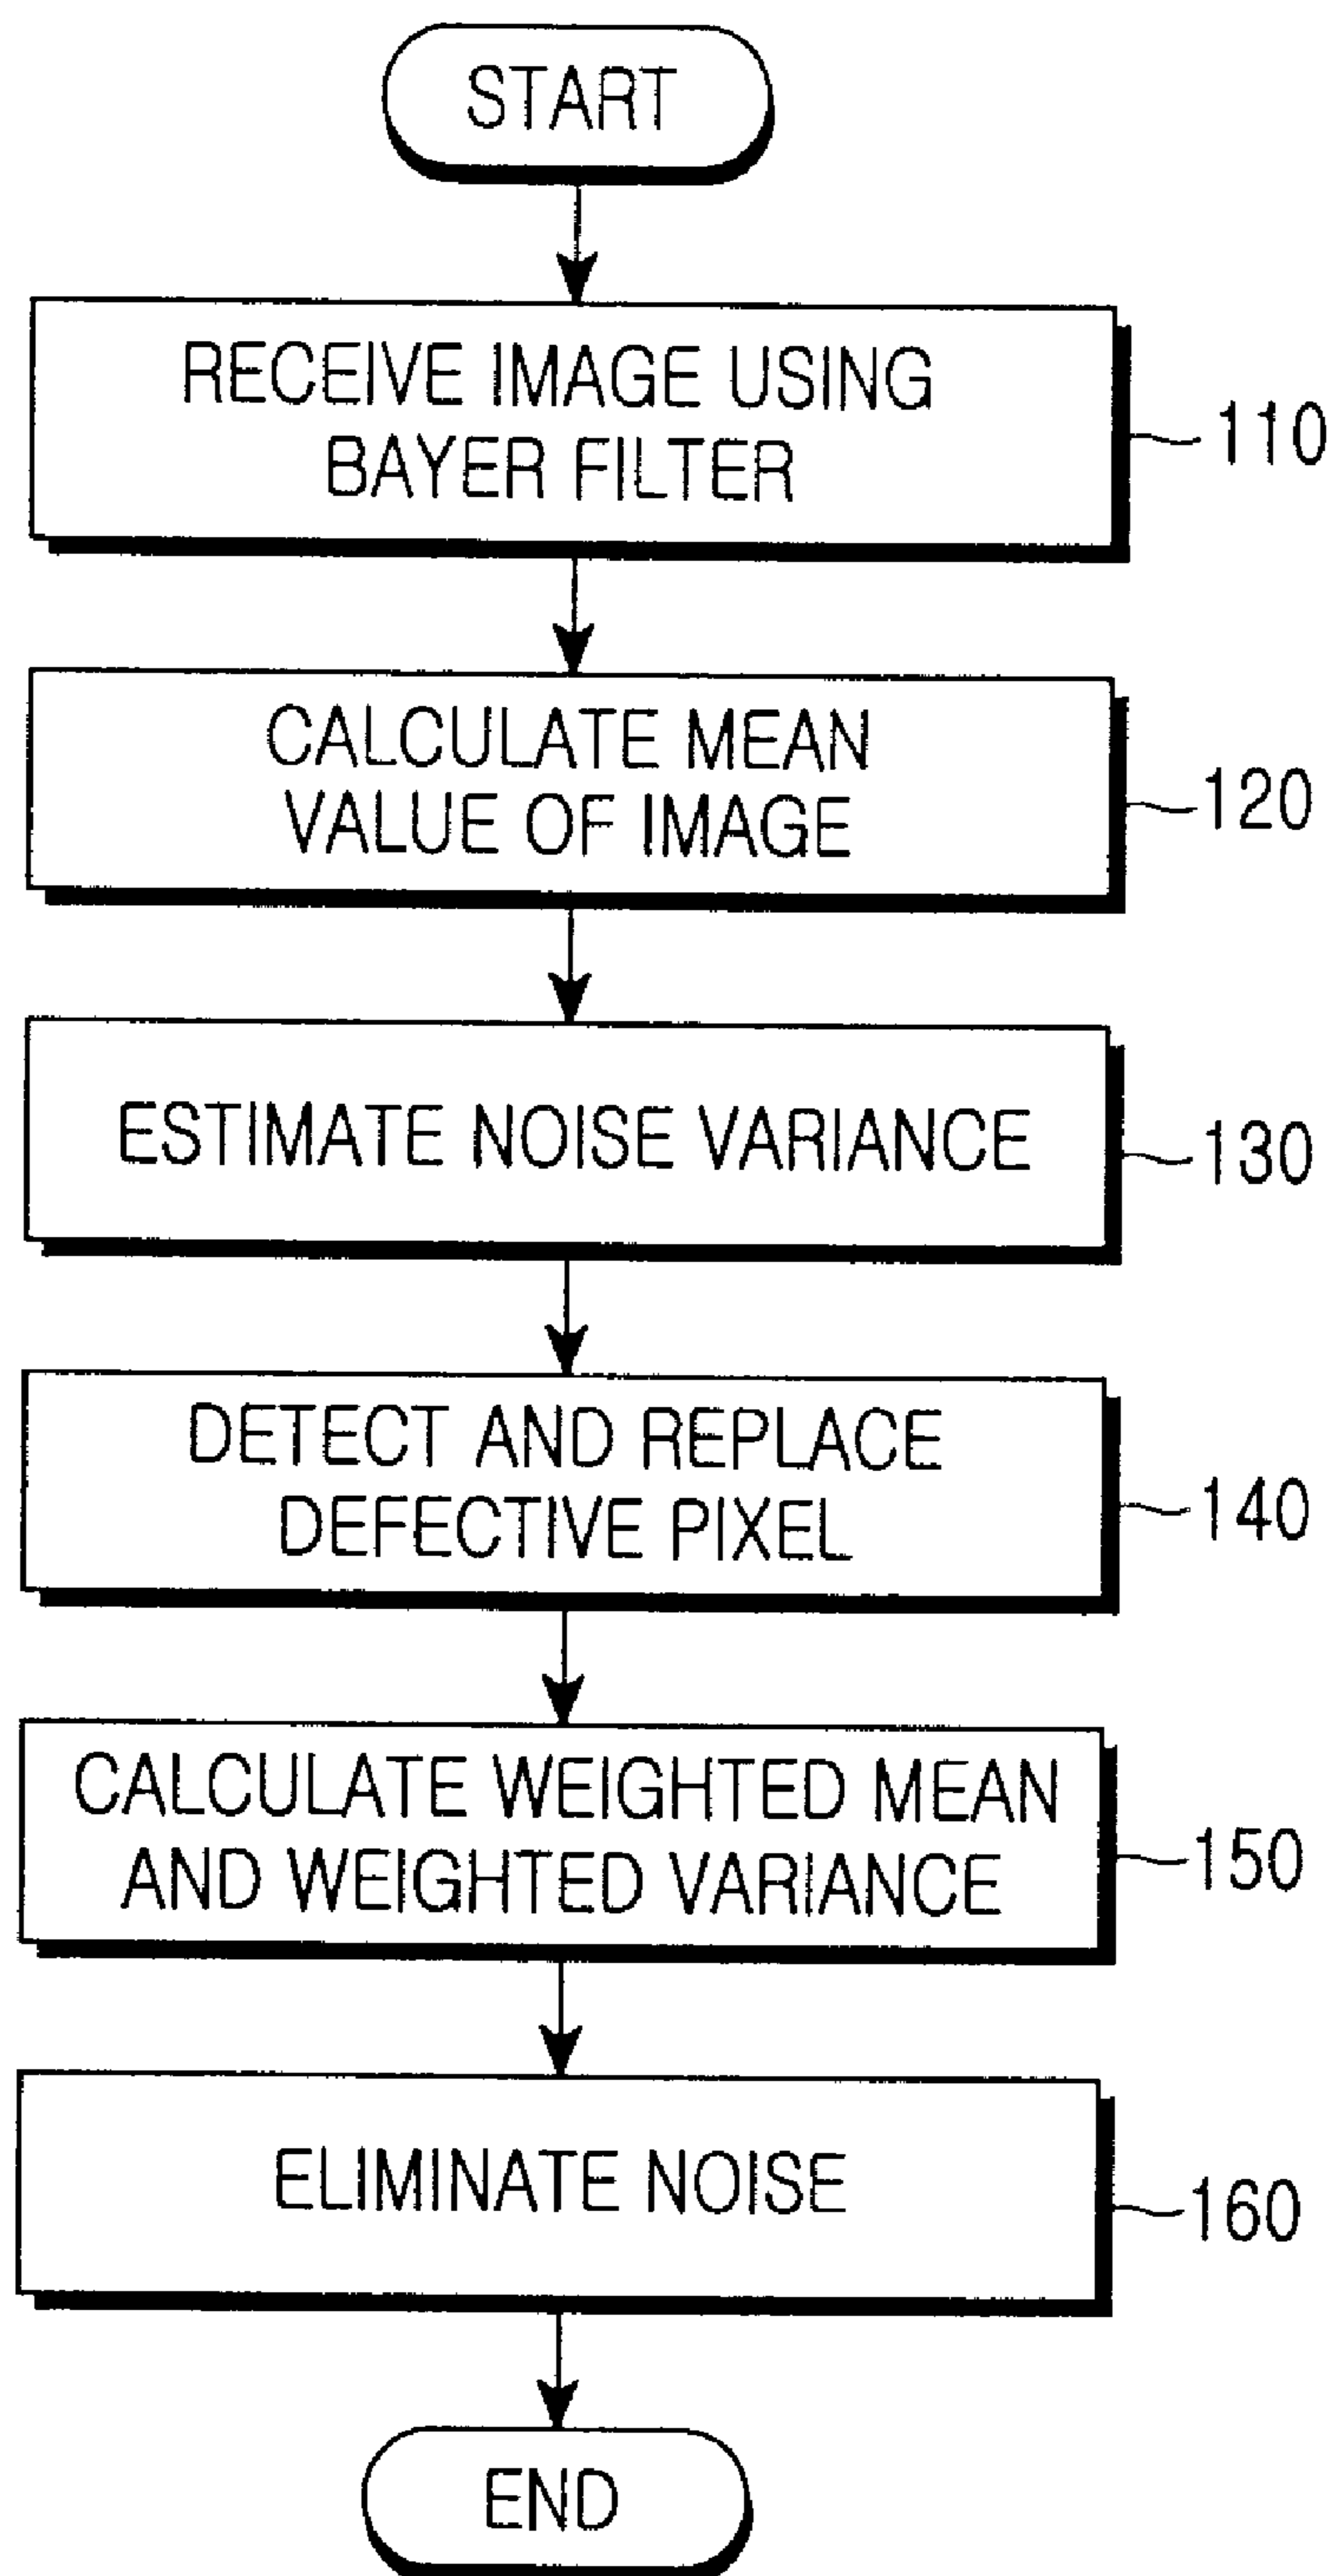 START
RECEIVE IMAGE USING
BAYER FILTER
110
CALCULATE MEAN
VALUE OF IMAGE
120
ESTIMATE NOISE VARIANCE
130
DETECT AND REPLACE
DEFECTIVE PIXEL
140
CALCULATE WEIGHTED MEAN
AND WEIGHTED VARIANCE
150
ELIMINATE NOISE
160
END